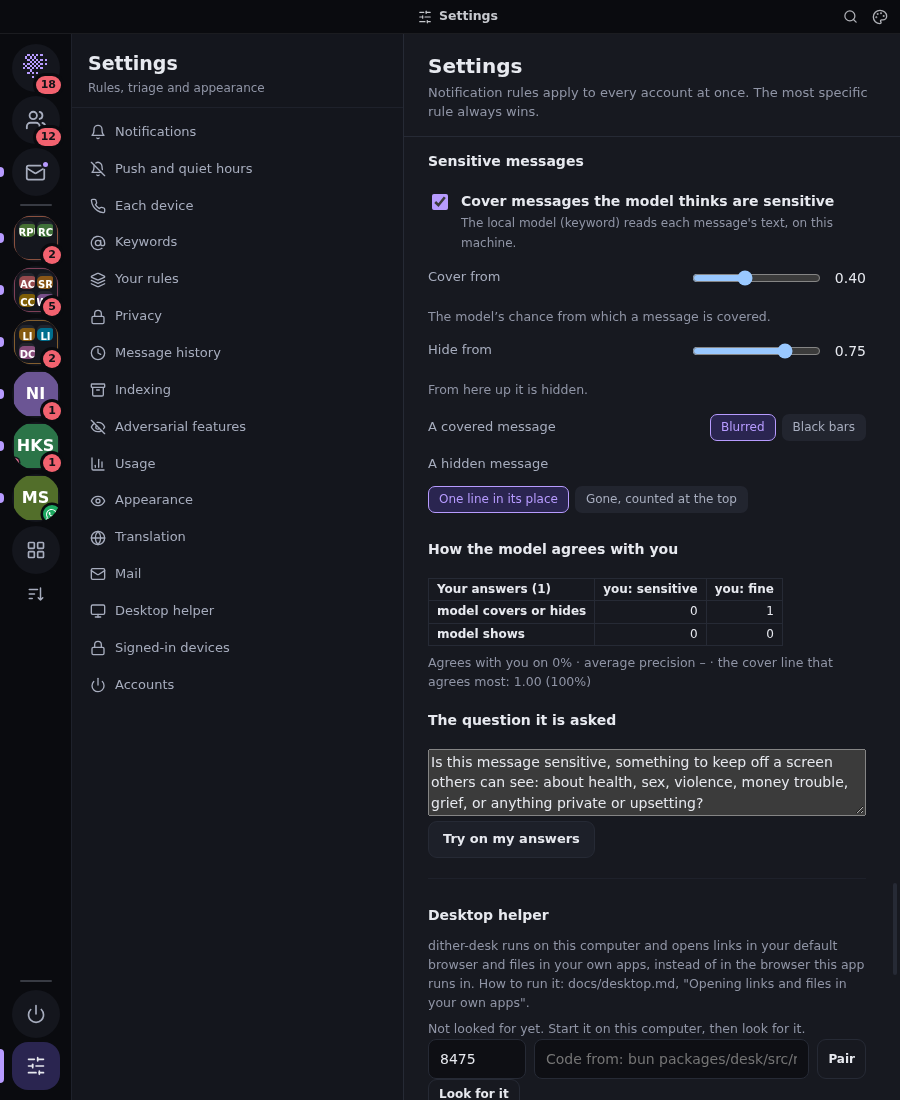 Settings
18
12
2
5
2
1
1
RP RC
AC SR
CC
LI LI
DC
NI
HKS
MS
Settings
Rules, triage and appearance
Notifications
Push and quiet hours
Each device
Keywords
Your rules
Privacy
Message history
Indexing
Adversarial features
Usage
Appearance
Translation
Mail
Desktop helper
Signed-in devices
Accounts
Settings
Notification rules apply to every account at once. The most specific
rule always wins.
Sensitive messages
Cover messages the model thinks are sensitive
The local model (keyword) reads each message's text, on this
machine.
Cover from 0.40
The model’s chance from which a message is covered.
Hide from 0.75
From here up it is hidden.
A covered message Blurred Black bars
A hidden message
One line in its place Gone, counted at the top
How the model agrees with you
Your answers (1) you: sensitive you: fine
model covers or hides 0 1
model shows 0 0
Agrees with you on 0% · average precision – · the cover line that
agrees most: 1.00 (100%)
The question it is asked
Is this message sensitive, something to keep off a screen
others can see: about health, sex, violence, money trouble,
grief, or anything private or upsetting?
Try on my answers
Desktop helper
dither-desk runs on this computer and opens links in your default
browser and files in your own apps, instead of in the browser this app
runs in. How to run it: docs/desktop.md, "Opening links and files in
your own apps".
Not looked for yet. Start it on this computer, then look for it.
8475 Code from: bun packages/desk/src/r Pair
Look for it